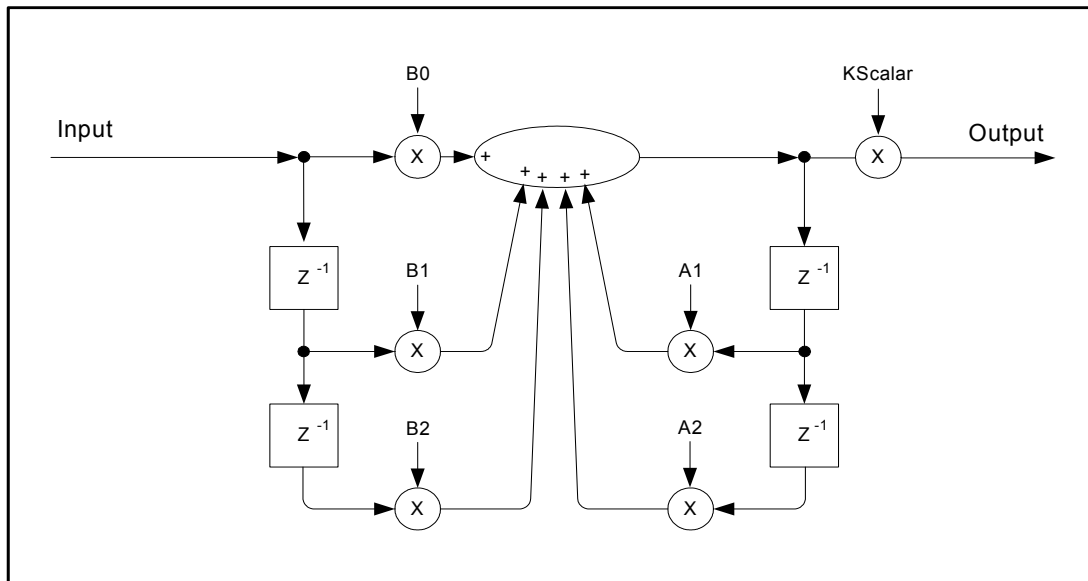 B0
KScalar
Input
Output
X
X
+
+
+
+
+
Z⁻¹
B1
A1
Z⁻¹
X
X
Z⁻¹
B2
A2
Z⁻¹
X
X